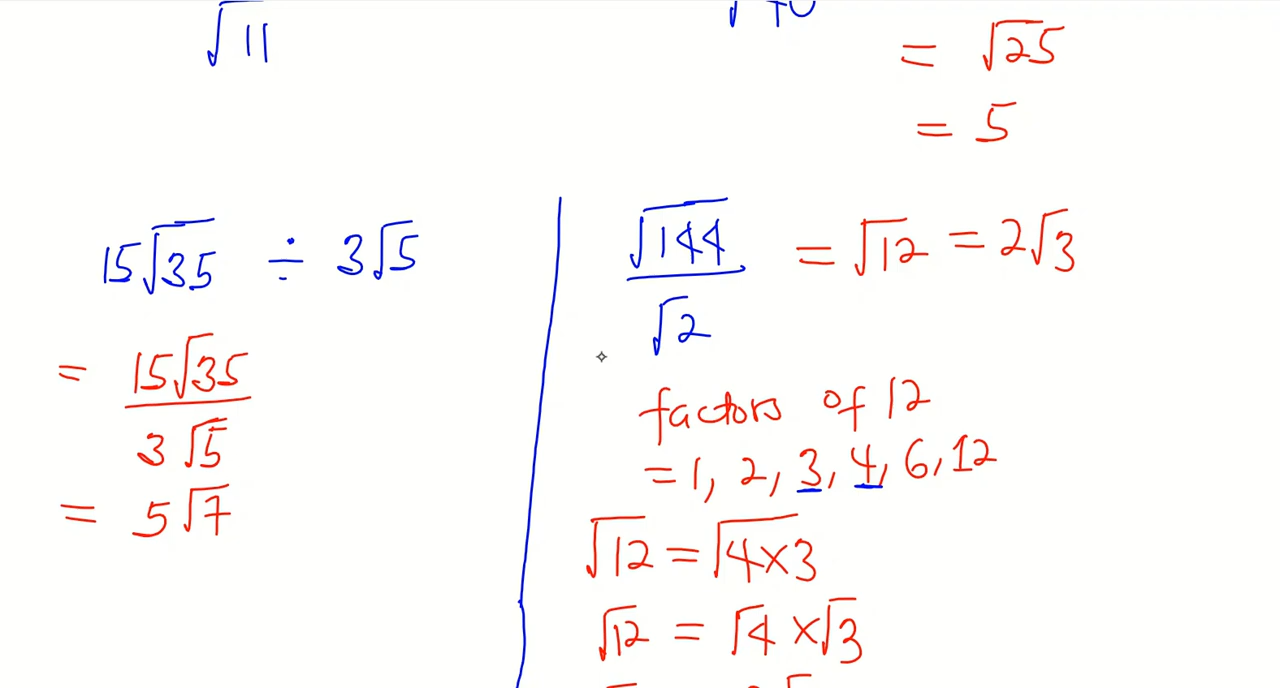 √11
= √25
= 5
15√35 ÷ 3√5
= 15√35 / 3√5
= 5√7
√144 / √2 = √12 = 2√3
factors of 12
= 1, 2, 3, 4, 6, 12
√12 = √4×3
√12 = √4 × √3